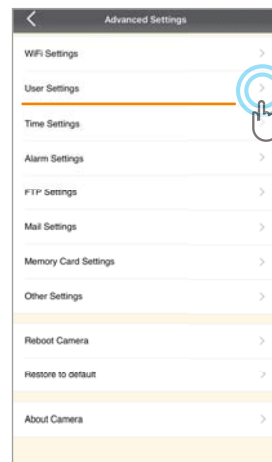 Advanced Settings
WiFi Settings
User Settings
Time Settings
Alarm Settings
FTP Settings
Mail Settings
Memory Card Settings
Other Settings
Reboot Camera
Restore to default
About Camera